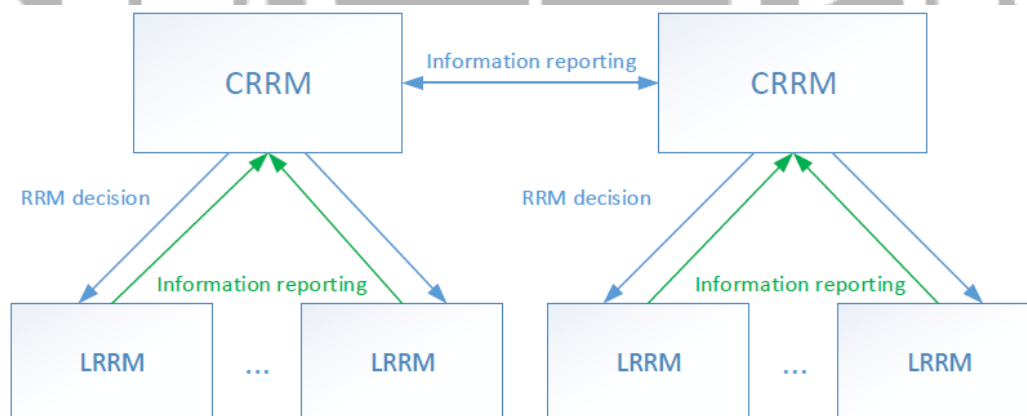 Information reporting
CRRM
CRRM
RRM decision
RRM decision
Information reporting
Information reporting
LRRM
...
LRRM
LRRM
...
LRRM